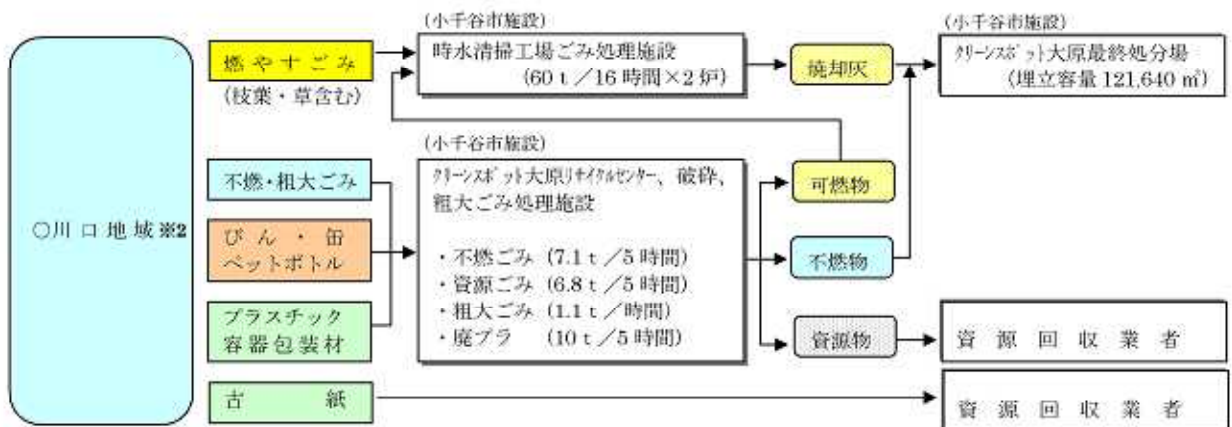 ○川口地域※2
燃やすごみ
(枝葉・草含む)
不燃・粗大ごみ
びん・缶
ペットボトル
プラスチック
容器包装材
古紙
(小千谷市施設)
時水清掃工場ごみ処理施設
(60t/16時間×2炉)
(小千谷市施設)
ｸﾘｰﾝｽﾎﾟｯﾄ大原ﾘｻｲｸﾙｾﾝﾀｰ、破砕、
粗大ごみ処理施設
・不燃ごみ (7.1t/5時間)
・資源ごみ (6.8t/5時間)
・粗大ごみ (1.1t/時間)
・廃プラ (10t/5時間)
焼却灰
可燃物
不燃物
資源物
(小千谷市施設)
ｸﾘｰﾝｽﾎﾟｯﾄ大原最終処分場
(埋立容量 121,640 ㎥)
資源回収業者
資源回収業者